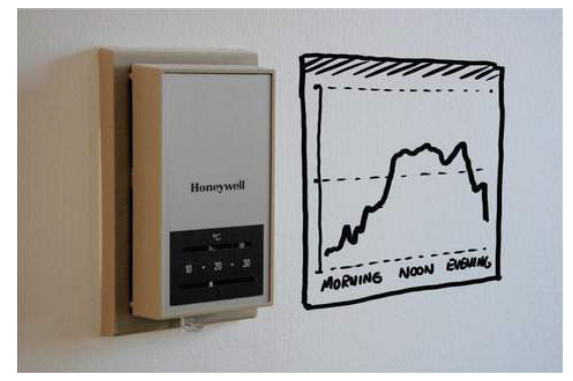 Honeywell
°C
10 • 20 • 30
MORNING NOON EVENING